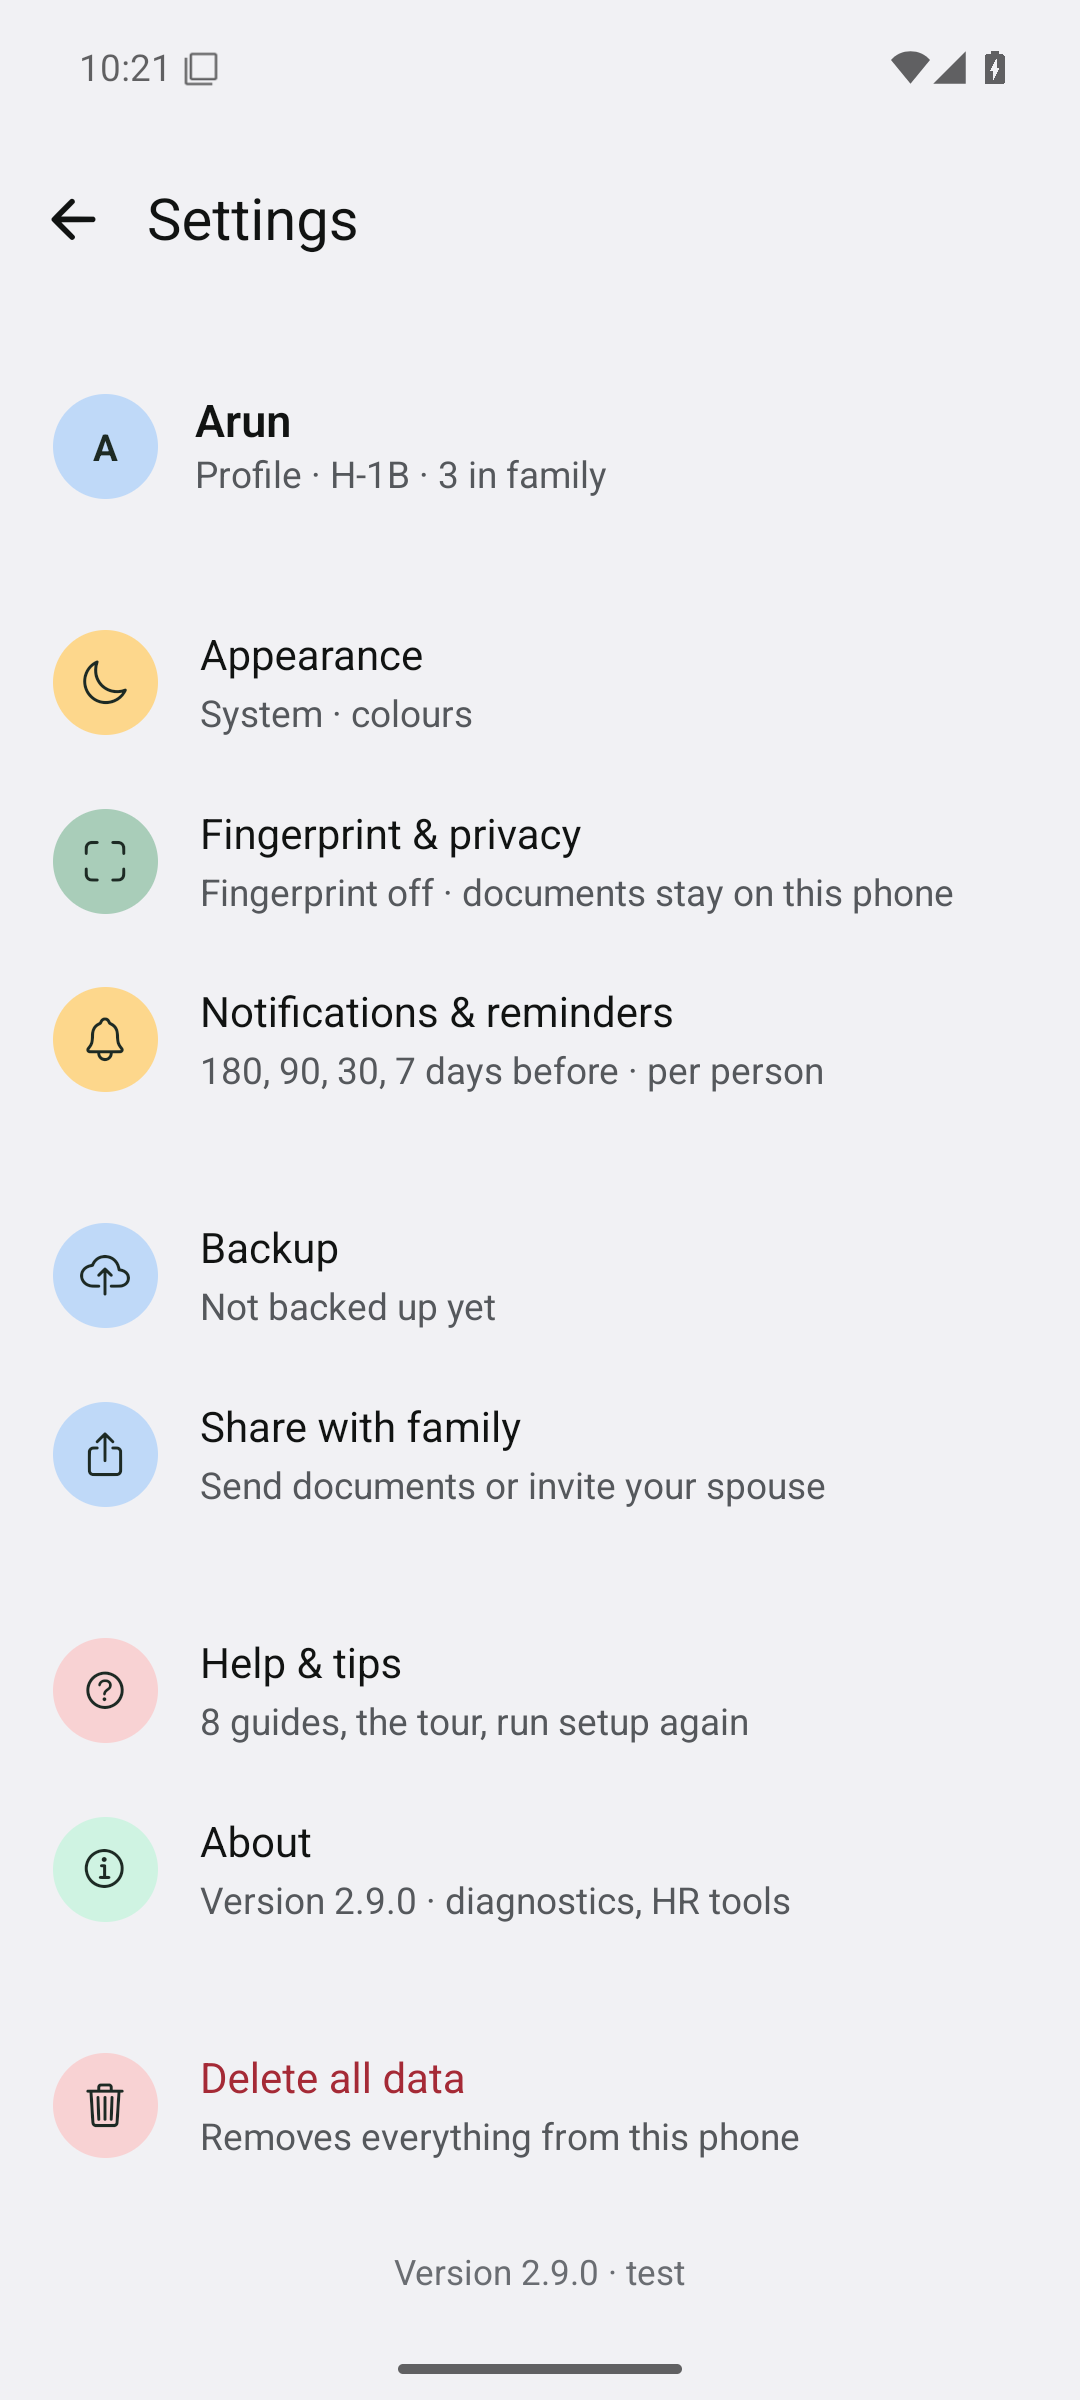 10:21
Settings
A
Arun
Profile · H-1B · 3 in family
Appearance
System · colours
Fingerprint & privacy
Fingerprint off · documents stay on this phone
Notifications & reminders
180, 90, 30, 7 days before · per person
Backup
Not backed up yet
Share with family
Send documents or invite your spouse
Help & tips
8 guides, the tour, run setup again
About
Version 2.9.0 · diagnostics, HR tools
Delete all data
Removes everything from this phone
Version 2.9.0 · test